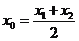 x₀ = (x₁ + x₂) / 2